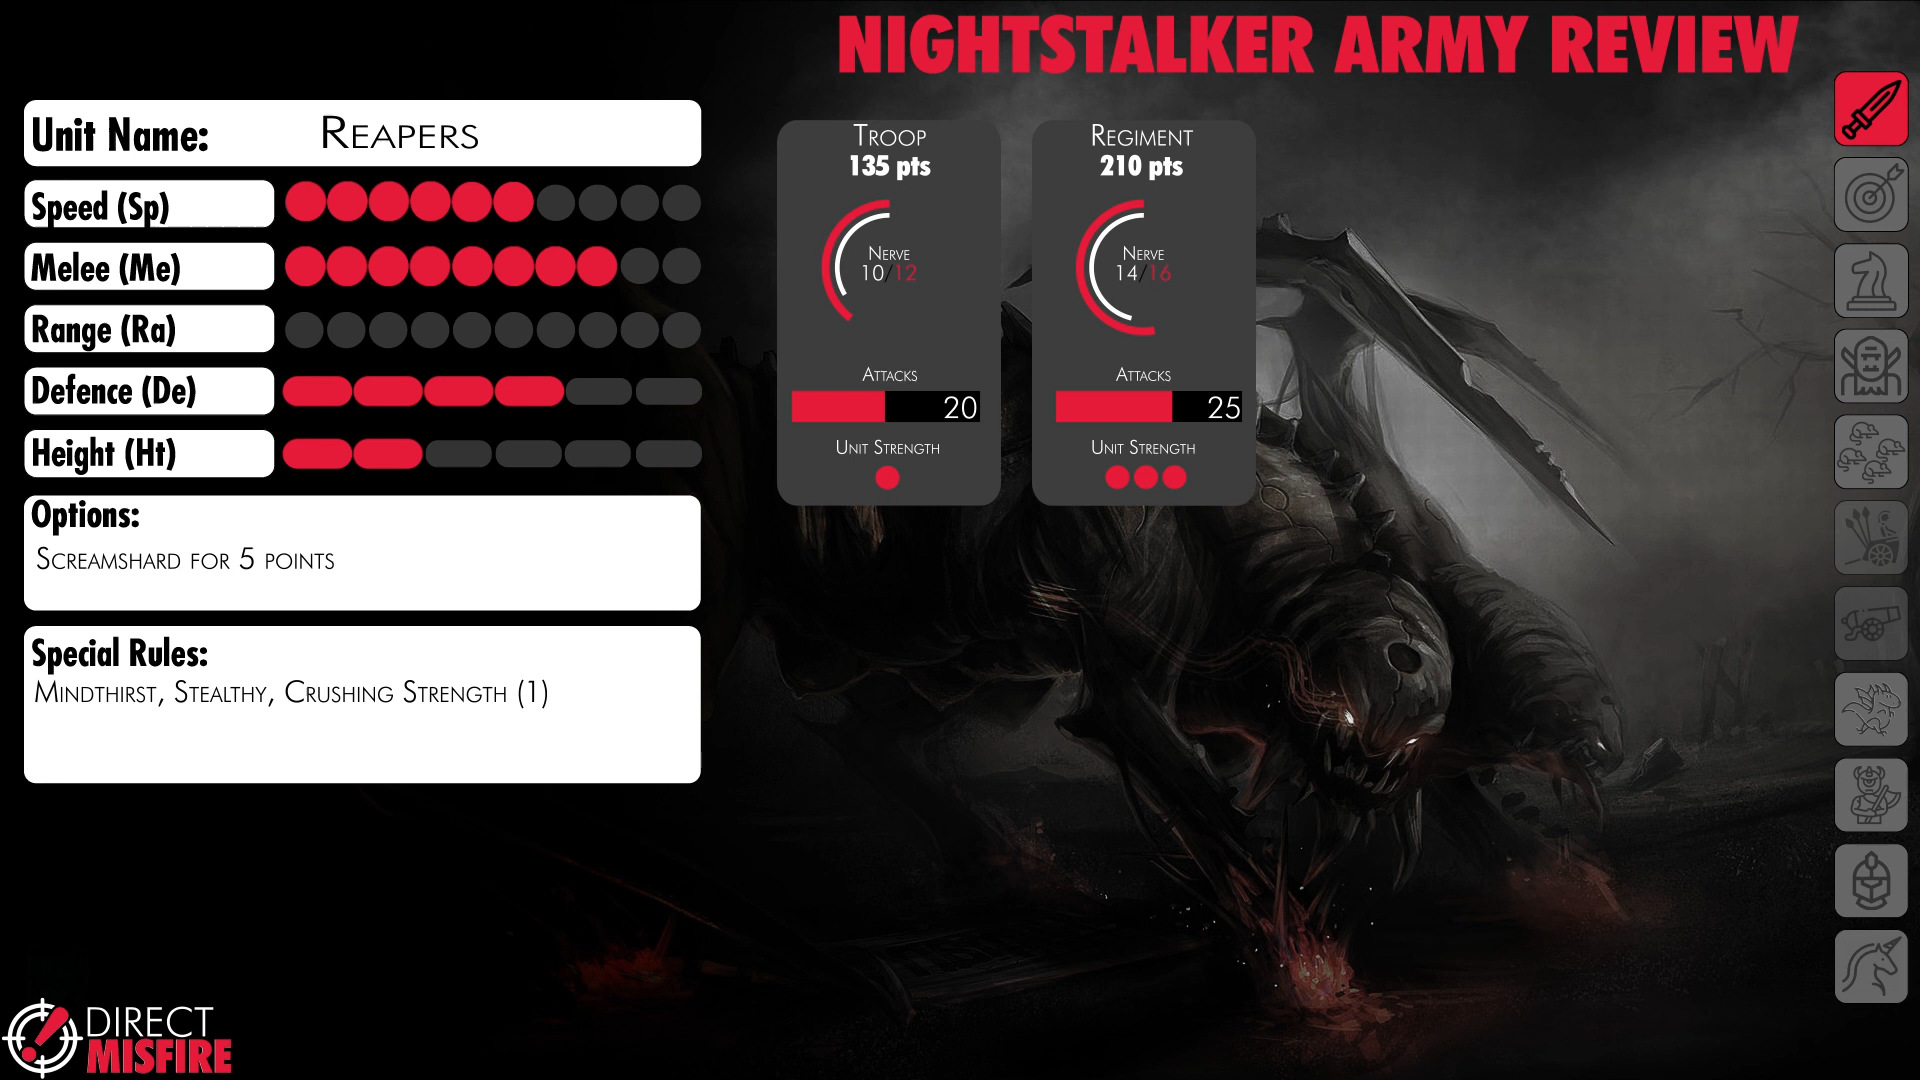 NIGHTSTALKER ARMY REVIEW
Unit Name: Reapers
Speed (Sp)
Melee (Me)
Range (Ra)
Defence (De)
Height (Ht)
Options:
Screamshard for 5 points
Special Rules:
Mindthirst, Stealthy, Crushing Strength (1)
Troop
135 pts
Nerve
10/12
Attacks
20
Unit Strength
Regiment
210 pts
Nerve
14/16
Attacks
25
Unit Strength
DIRECT
MISFIRE